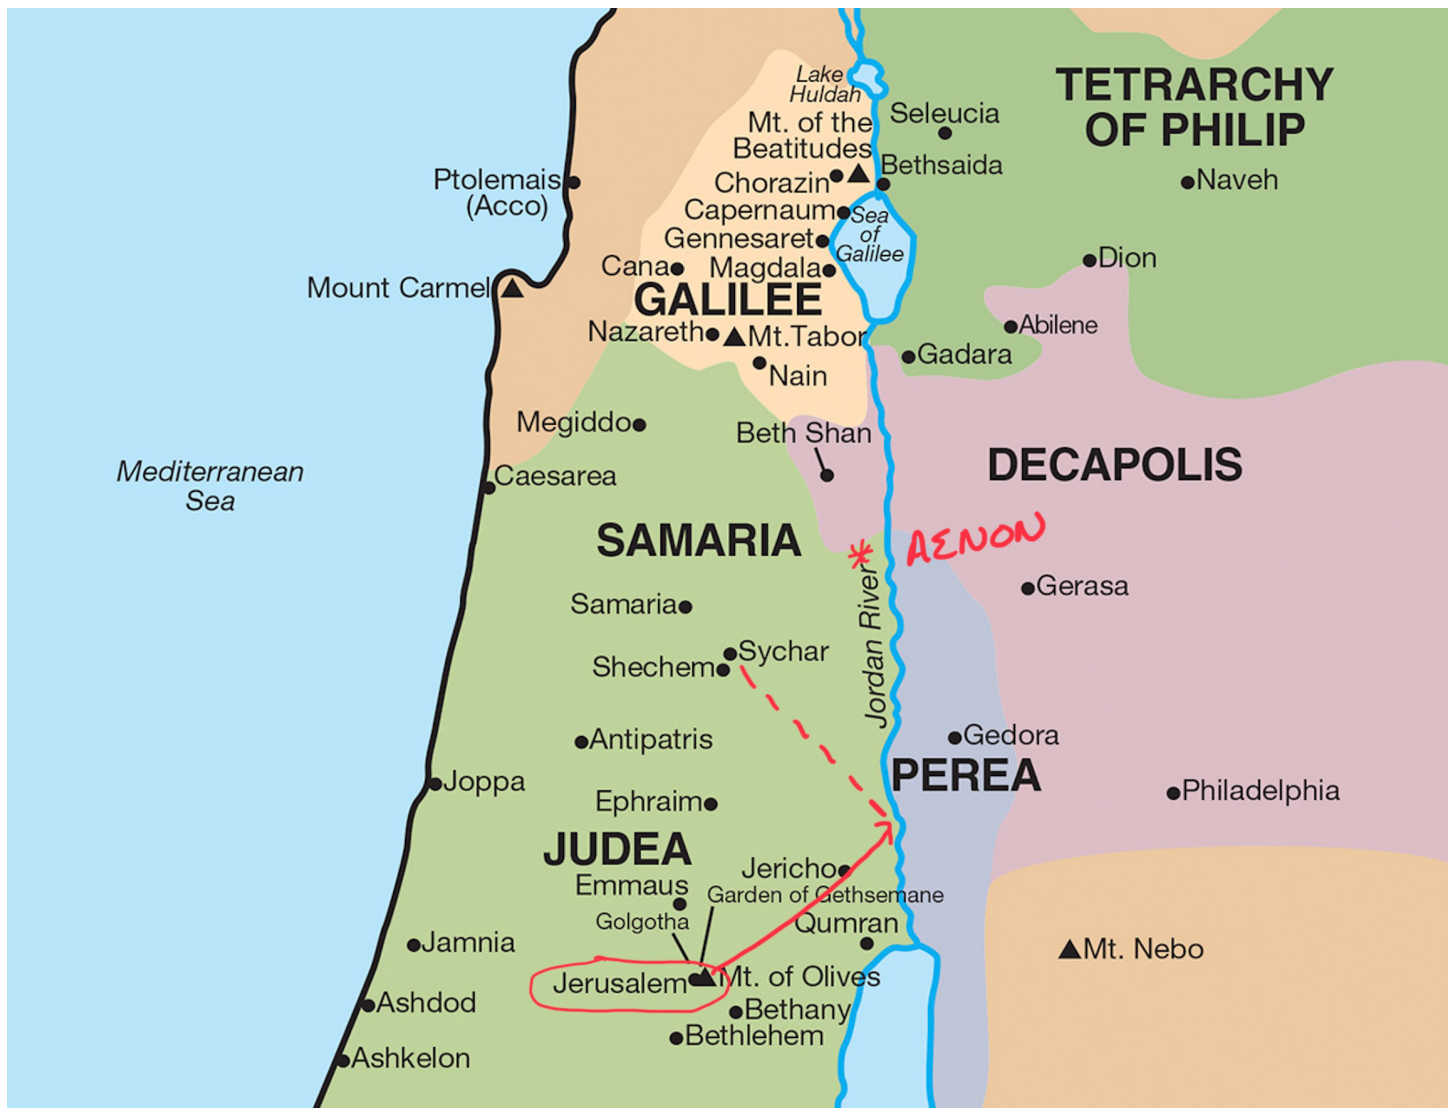 Lake
Huldah
TETRARCHY
OF PHILIP
Mt. of the
Beatitudes
Seleucia
Bethsaida
Naveh
Ptolemais
(Acco)
Chorazin
Capernaum
Sea
of
Galilee
Gennesaret
Cana
Magdala
Dion
Mount Carmel
GALILEE
Nazareth
Mt.Tabor
Abilene
Gadara
Nain
Megiddo
Beth Shan
Mediterranean
Sea
Caesarea
DECAPOLIS
SAMARIA
AΣNON
Jordan River
Gerasa
Samaria
Sychar
Shechem
Antipatris
Gedora
PEREA
Joppa
Ephraim
Philadelphia
JUDEA
Jericho
Emmaus
Garden of Gethsemane
Golgotha
Qumran
Jamnia
Mt. Nebo
Jerusalem
Mt. of Olives
Ashdod
Bethany
Bethlehem
Ashkelon